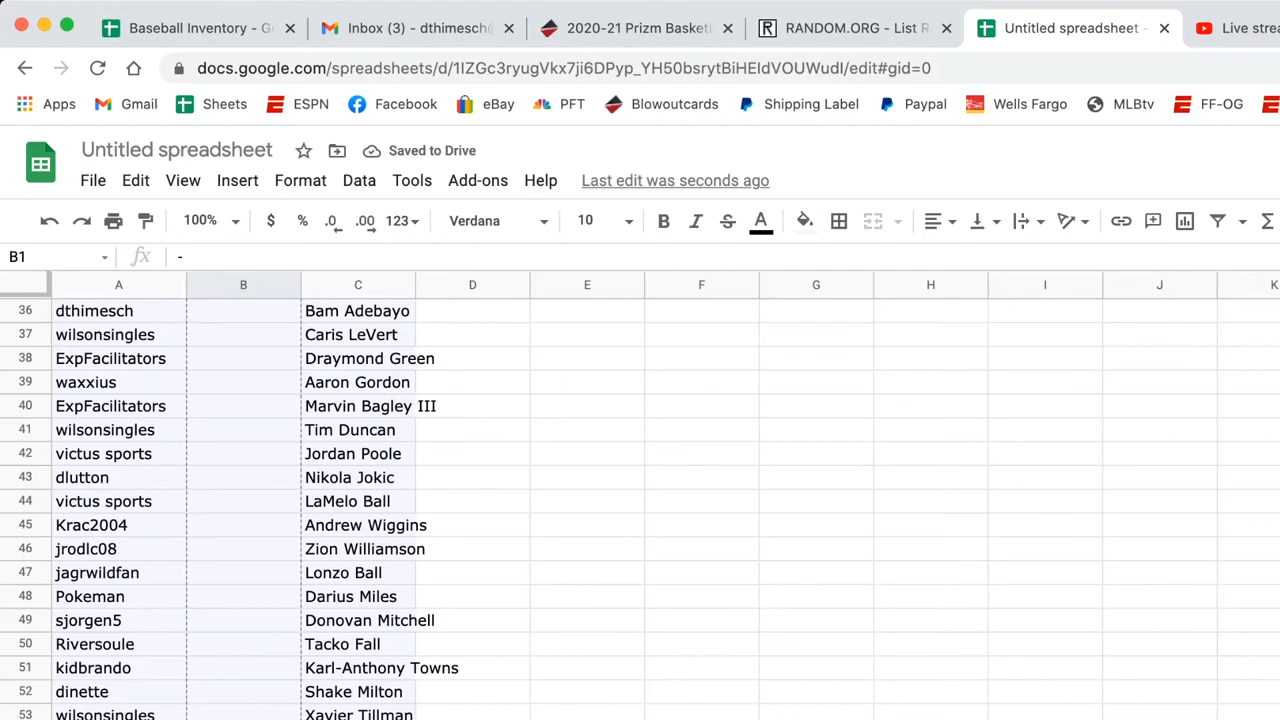 Baseball Inventory - Go
Inbox (3) - dthimesch@
2020-21 Prizm Basketb
RANDOM.ORG - List R
Untitled spreadsheet -
Live strea
docs.google.com/spreadsheets/d/1IZGc3ryugVkx7ji6DPyp_YH50bsrytBiHEIdVOUWudI/edit#gid=0
Apps Gmail Sheets ESPN Facebook eBay PFT Blowoutcards Shipping Label Paypal Wells Fargo MLBtv FF-OG
Untitled spreadsheet Saved to Drive
File Edit View Insert Format Data Tools Add-ons Help Last edit was seconds ago
100% $ % .0 .00 123 Verdana 10 B I S A
B1 fx -
A B C D E F G H I J K
36 dthimesch Bam Adebayo
37 wilsonsingles Caris LeVert
38 ExpFacilitators Draymond Green
39 waxxius Aaron Gordon
40 ExpFacilitators Marvin Bagley III
41 wilsonsingles Tim Duncan
42 victus sports Jordan Poole
43 dlutton Nikola Jokic
44 victus sports LaMelo Ball
45 Krac2004 Andrew Wiggins
46 jrodlc08 Zion Williamson
47 jagrwildfan Lonzo Ball
48 Pokeman Darius Miles
49 sjorgen5 Donovan Mitchell
50 Riversoule Tacko Fall
51 kidbrando Karl-Anthony Towns
52 dinette Shake Milton
53 wilsonsingles Xavier Tillman